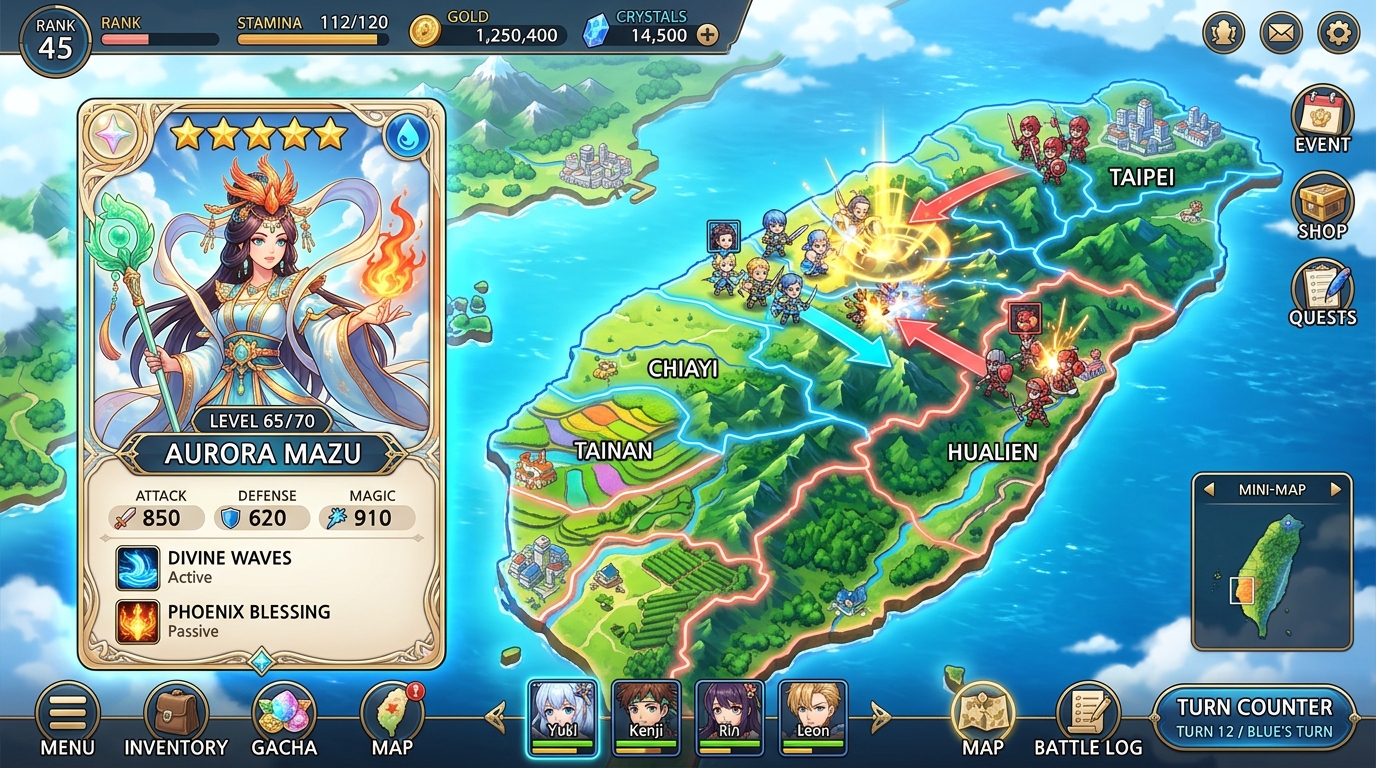 RANK
45
RANK
STAMINA 112/120
GOLD
1,250,400
CRYSTALS
14,500
EVENT
SHOP
QUESTS
LEVEL 65/70
AURORA MAZU
ATTACK DEFENSE MAGIC
850 620 910
DIVINE WAVES
Active
PHOENIX BLESSING
Passive
TAIPEI
CHIAYI
TAINAN
HUALIEN
MINI-MAP
MENU
INVENTORY
GACHA
!
MAP
Yuki
Kenji
Rin
Leon
MAP
BATTLE LOG
TURN COUNTER
TURN 12 / BLUE'S TURN